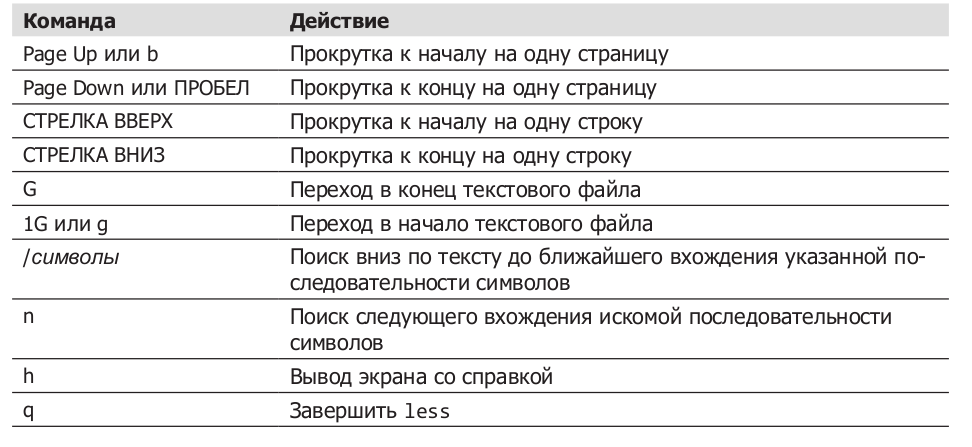 Команда Действие
Page Up или b Прокрутка к началу на одну страницу
Page Down или ПРОБЕЛ Прокрутка к концу на одну страницу
СТРЕЛКА ВВЕРХ Прокрутка к началу на одну строку
СТРЕЛКА ВНИЗ Прокрутка к концу на одну строку
G Переход в конец текстового файла
1G или g Переход в начало текстового файла
/символы Поиск вниз по тексту до ближайшего вхождения указанной по-
следовательности символов
n Поиск следующего вхождения искомой последовательности
символов
h Вывод экрана со справкой
q Завершить less